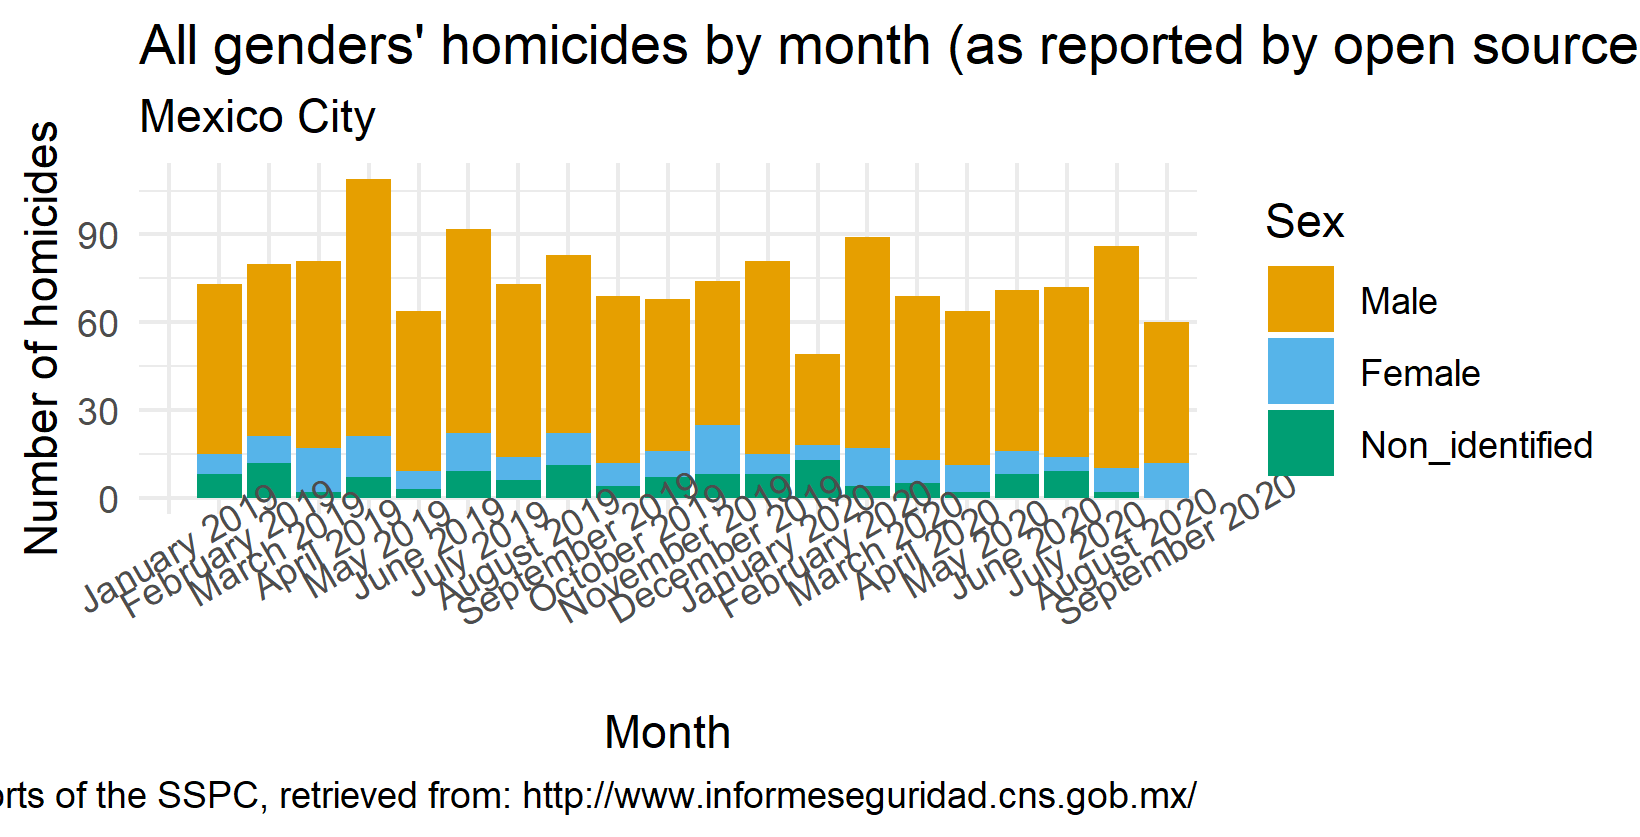 All genders' homicides by month (as reported by open source
Mexico City
Number of homicides
90
60
30
0
January 2019
February 2019
March 2019
April 2019
May 2019
June 2019
July 2019
August 2019
September 2019
October 2019
November 2019
December 2019
January 2020
February 2020
March 2020
April 2020
May 2020
June 2020
July 2020
August 2020
September 2020
Month
Sex
Male
Female
Non_identified
orts of the SSPC, retrieved from: http://www.informeseguridad.cns.gob.mx/